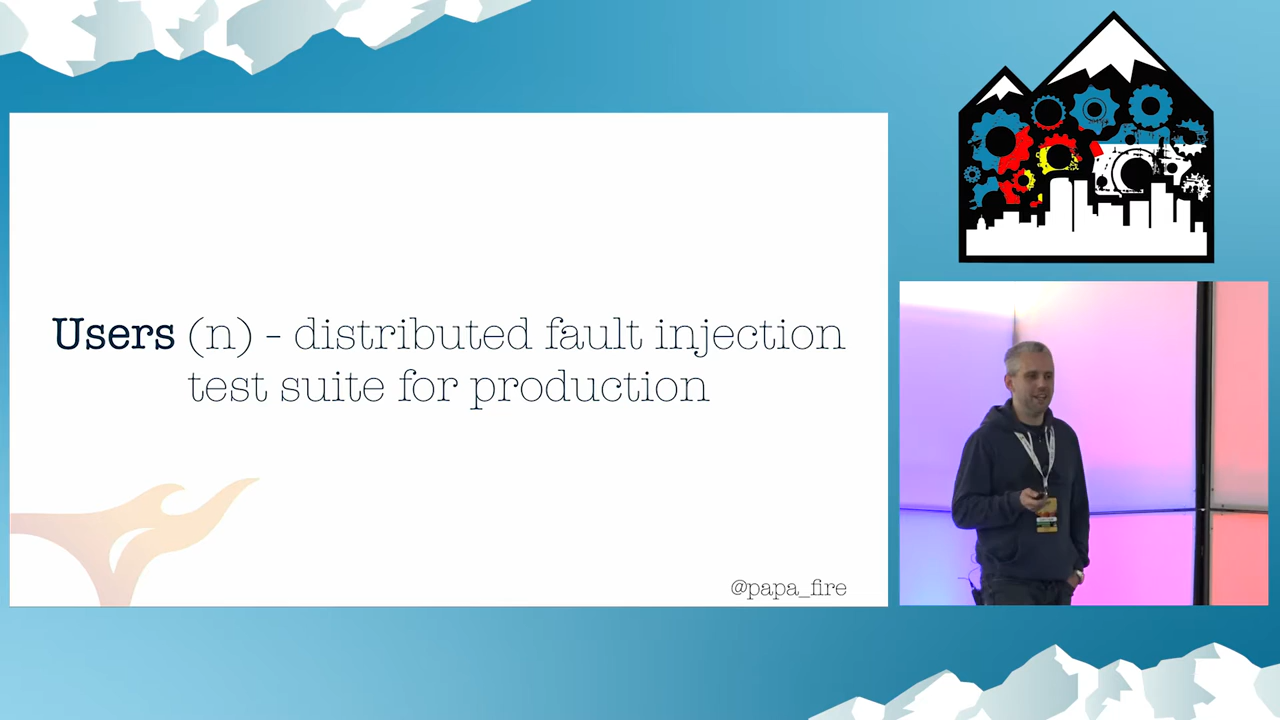 Users (n) - distributed fault injection
test suite for production
@papa_fire